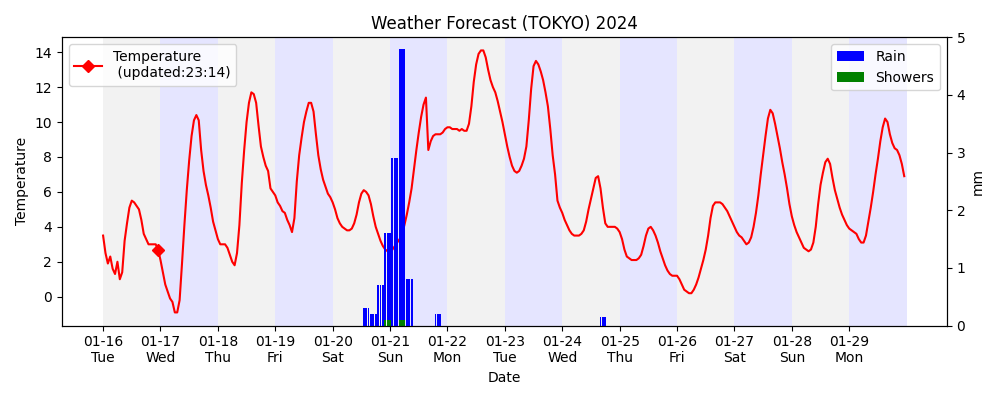 Weather Forecast (TOKYO) 2024
Temperature
(updated:23:14)
Rain
Showers
Temperature
14
12
10
8
6
4
2
0
5
4
3
2
1
0
mm
01-16 01-17 01-18 01-19 01-20 01-21 01-22 01-23 01-24 01-25 01-26 01-27 01-28 01-29
Tue Wed Thu Fri Sat Sun Mon Tue Wed Thu Fri Sat Sun Mon
Date